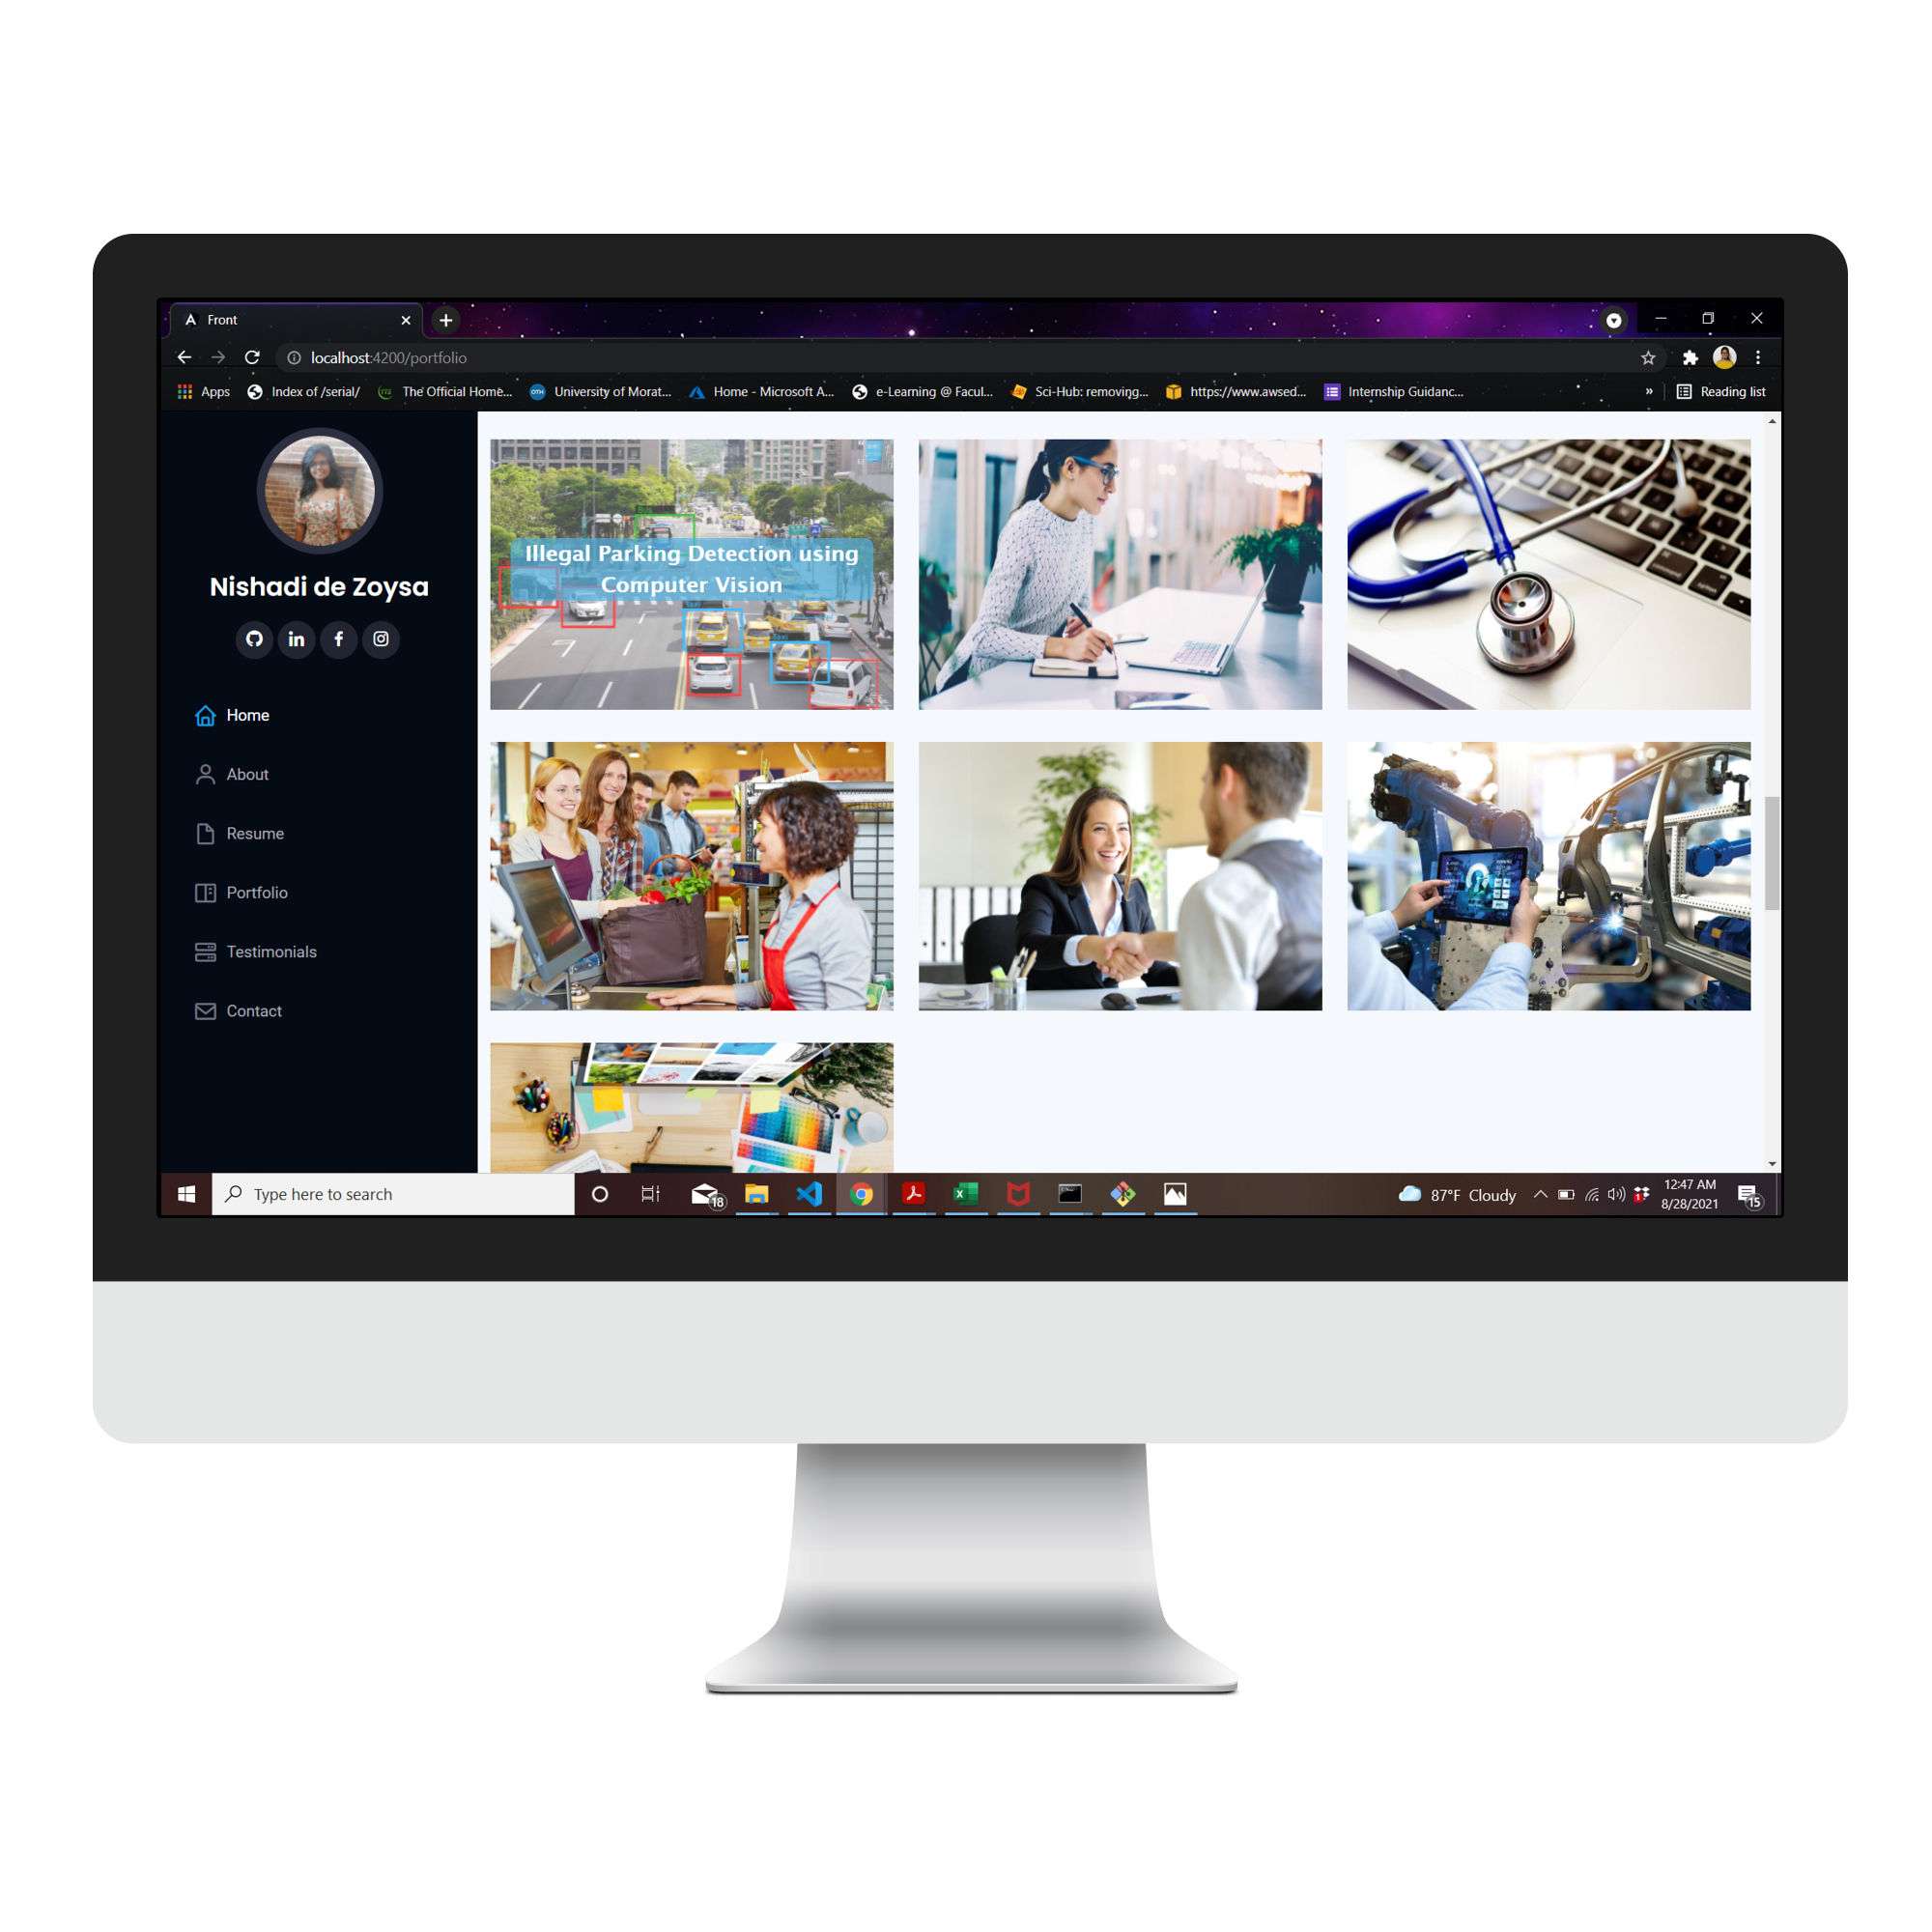 Front
localhost:4200/portfolio
Apps
Index of /serial/
The Official Home...
University of Morat...
Home - Microsoft A...
e-Learning @ Facul...
Sci-Hub: removing...
https://www.awsed...
Internship Guidanc...
»
Reading list
Nishadi de Zoysa
Home
About
Resume
Portfolio
Testimonials
Contact
Illegal Parking Detection using
Computer Vision
Type here to search
18
87°F Cloudy
1
12:47 AM
8/28/2021
15